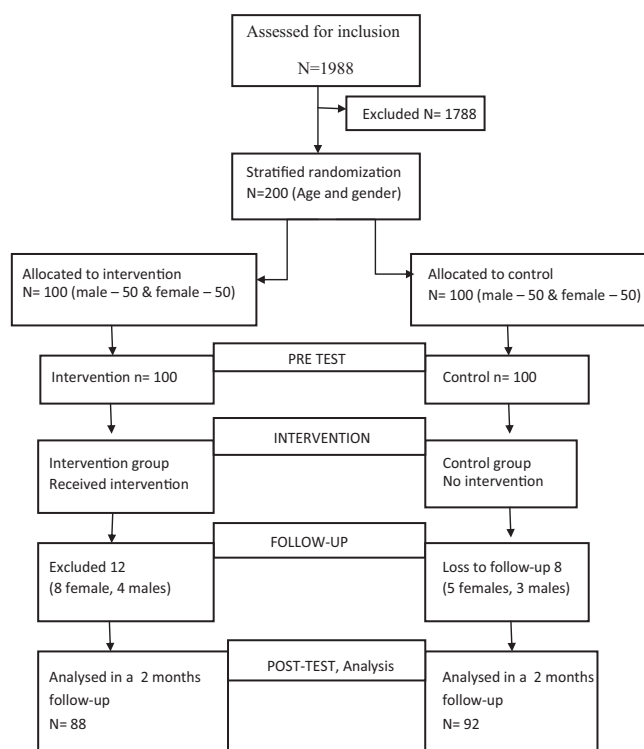 Assessed for inclusion
N=1988
Excluded N= 1788
Stratified randomization
N=200 (Age and gender)
Allocated to intervention
N= 100 (male – 50 & female – 50)
Allocated to control
N= 100 (male – 50 & female – 50)
Intervention n= 100
PRE TEST
Control n= 100
Intervention group
Received intervention
INTERVENTION
Control group
No intervention
Excluded 12
(8 female, 4 males)
FOLLOW-UP
Loss to follow-up 8
(5 females, 3 males)
Analysed in a 2 months
follow-up
N= 88
POST-TEST, Analysis
Analysed in a 2 months
follow-up
N= 92